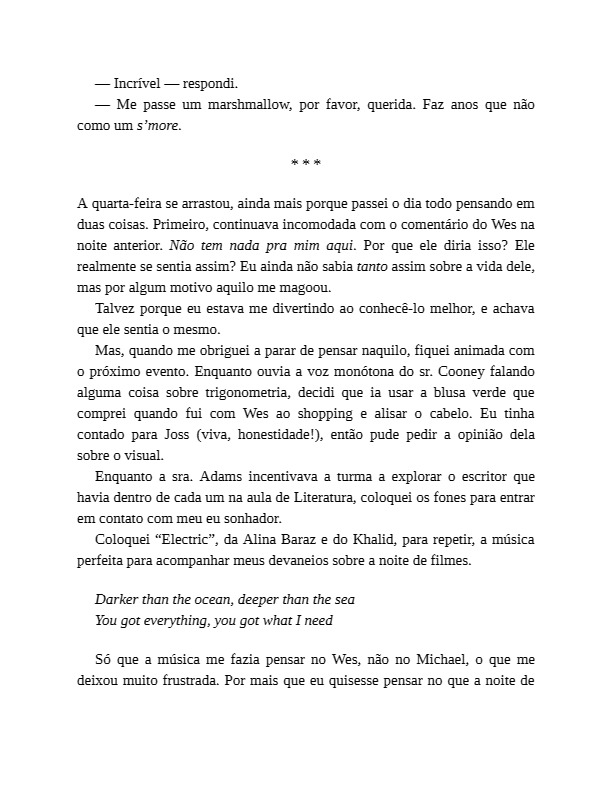 — Incrível — respondi.
— Me passe um marshmallow, por favor, querida. Faz anos que não
como um s’more.
* * *
A quarta-feira se arrastou, ainda mais porque passei o dia todo pensando em
duas coisas. Primeiro, continuava incomodada com o comentário do Wes na
noite anterior. Não tem nada pra mim aqui. Por que ele diria isso? Ele
realmente se sentia assim? Eu ainda não sabia tanto assim sobre a vida dele,
mas por algum motivo aquilo me magoou.
Talvez porque eu estava me divertindo ao conhecê-lo melhor, e achava
que ele sentia o mesmo.
Mas, quando me obriguei a parar de pensar naquilo, fiquei animada com
o próximo evento. Enquanto ouvia a voz monótona do sr. Cooney falando
alguma coisa sobre trigonometria, decidi que ia usar a blusa verde que
comprei quando fui com Wes ao shopping e alisar o cabelo. Eu tinha
contado para Joss (viva, honestidade!), então pude pedir a opinião dela
sobre o visual.
Enquanto a sra. Adams incentivava a turma a explorar o escritor que
havia dentro de cada um na aula de Literatura, coloquei os fones para entrar
em contato com meu eu sonhador.
Coloquei “Electric”, da Alina Baraz e do Khalid, para repetir, a música
perfeita para acompanhar meus devaneios sobre a noite de filmes.
Darker than the ocean, deeper than the sea
You got everything, you got what I need
Só que a música me fazia pensar no Wes, não no Michael, o que me
deixou muito frustrada. Por mais que eu quisesse pensar no que a noite de